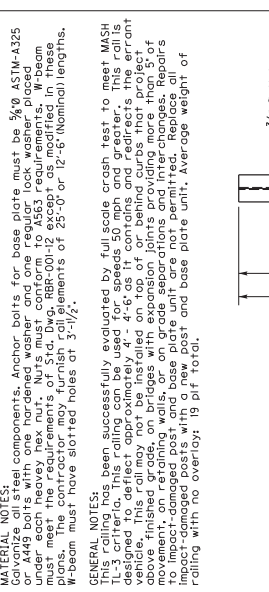 MATERIAL NOTES:
Galvanize all steel components. Anchor bolts for base plate must be 5/8"Ø ASTM-A325
or A449 bolts with one hardened washer and one regular lock washer placed
under each heavey hex nut. Nuts must conform to A563 requirements. W-beam
must meet the requirements of Std. Dwg. RBR-001-12 except as modified in these
plans. The contractor may furnish rail elements of 25'-0" or 12'-6" (Nominal) lengths.
W-beam must have slotted holes at 3'-1½".
GENERAL NOTES:
This railing has been successfully evaluated by full scale crash test to meet MASH
TL-3 criteria. This railing can be used for speeds 50 mph and greater. This rail is
designed to deflect approximately 4' - 4'-6" as it contains and redirects the errant
vehicle. This rail may not be installed on top of or behind curbs that project
above finished grade, on bridges with expansion joints providing more than 5" of
movement, on retaining walls, or on grade separations and interchanges. Repairs
to impact-damaged post and base plate unit are not permitted. Replace all
impact-damaged posts with a new post and base plate unit. Average weight of
railing with no overlay: 19 plf total.